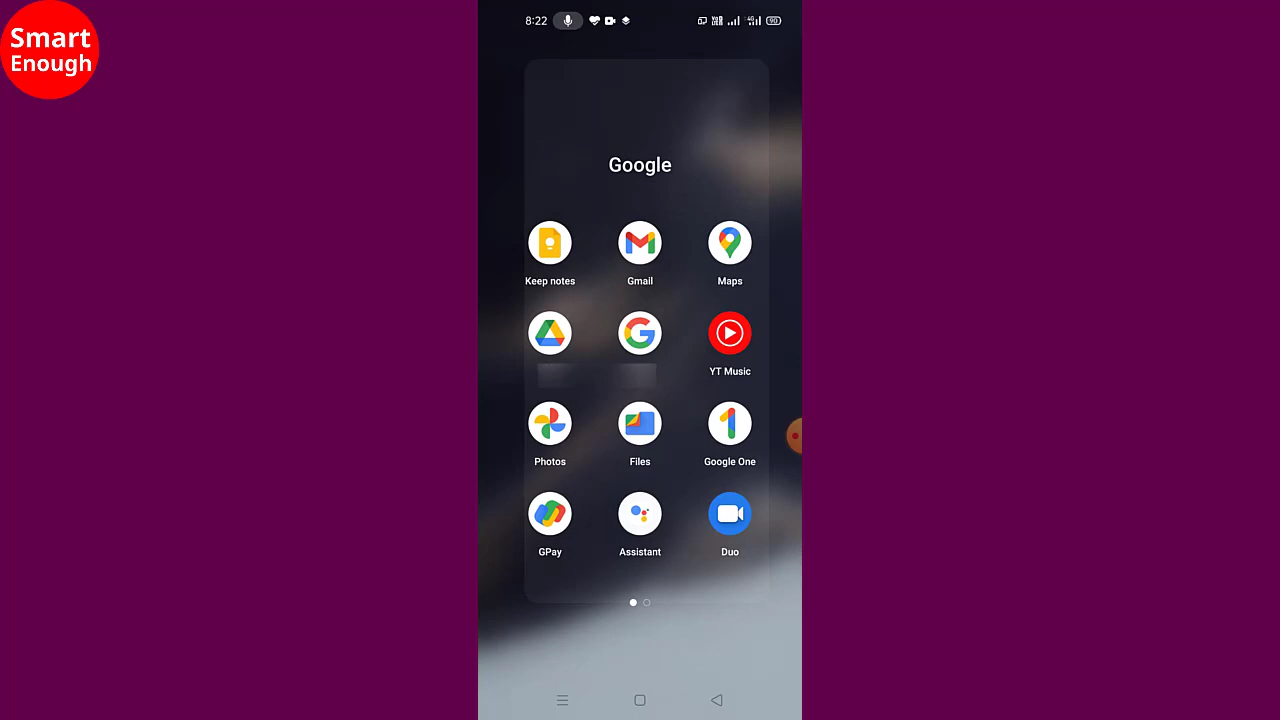 Smart
Enough
8:22
Google
Keep notes
Gmail
Maps
YT Music
Photos
Files
Google One
GPay
Assistant
Duo